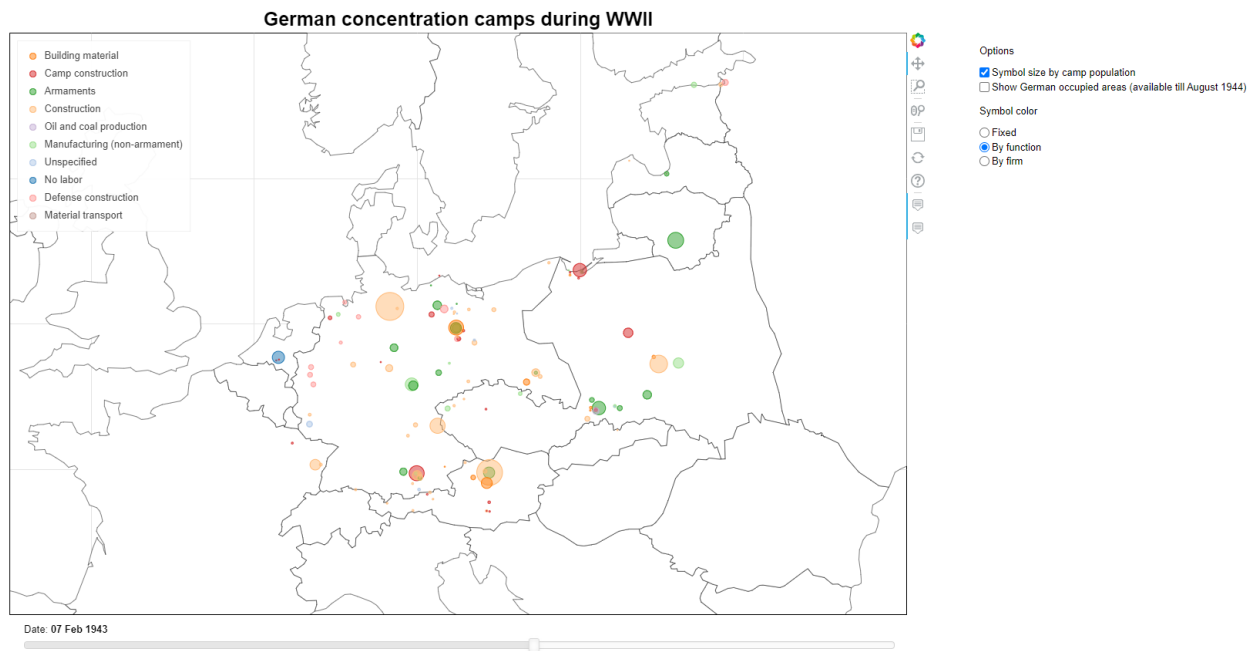 German concentration camps during WWII
Building material
Camp construction
Armaments
Construction
Oil and coal production
Manufacturing (non-armament)
Unspecified
No labor
Defense construction
Material transport
Options
Symbol size by camp population
Show German occupied areas (available till August 1944)
Symbol color
Fixed
By function
By firm
Date: 07 Feb 1943